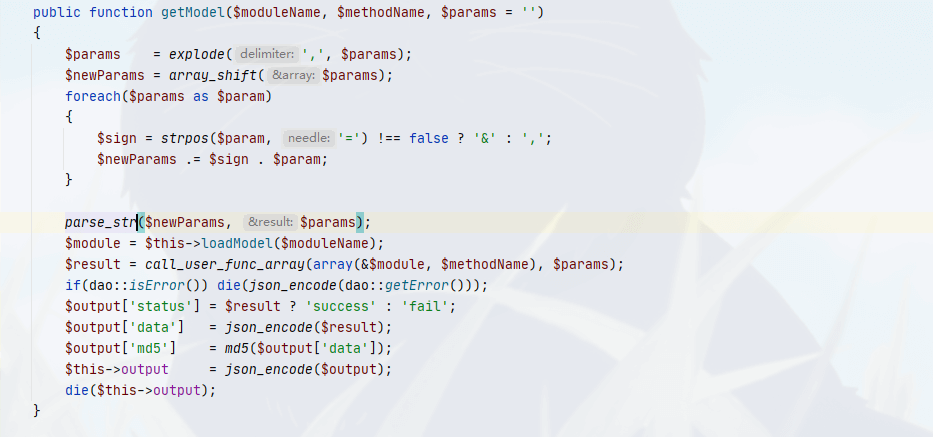 public function getModel($moduleName, $methodName, $params = '')
{
    $params    = explode( delimiter: ',', $params);
    $newParams = array_shift( &array: $params);
    foreach($params as $param)
    {
        $sign = strpos($param, needle: '=') !== false ? '&' : ',';
        $newParams .= $sign . $param;
    }

    parse_str($newParams, &result: $params);
    $module = $this->loadModel($moduleName);
    $result = call_user_func_array(array(&$module, $methodName), $params);
    if(dao::isError()) die(json_encode(dao::getError()));
    $output['status'] = $result ? 'success' : 'fail';
    $output['data']   = json_encode($result);
    $output['md5']    = md5($output['data']);
    $this->output     = json_encode($output);
    die($this->output);
}